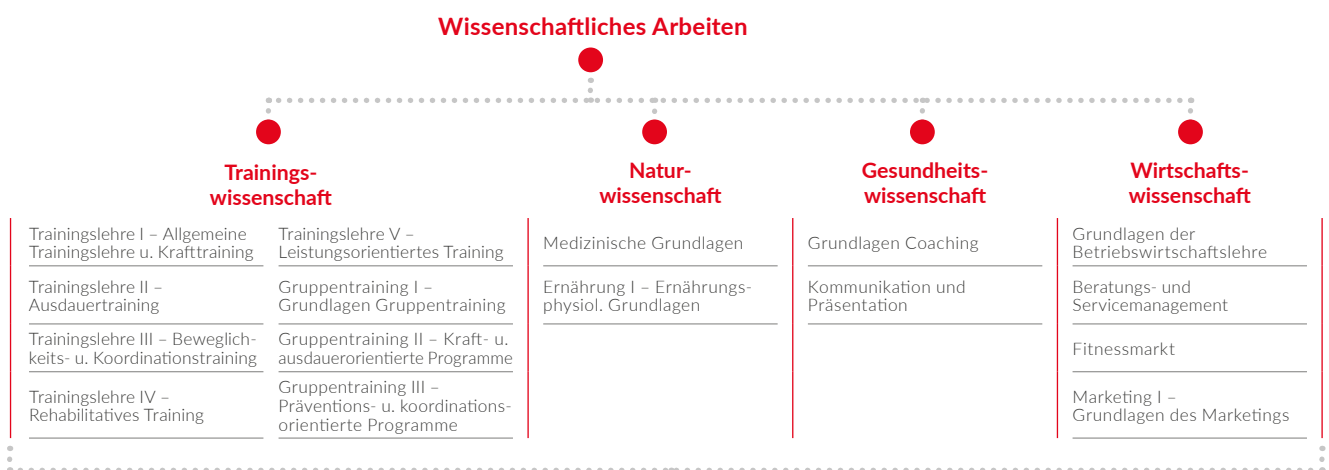 Wissenschaftliches Arbeiten
Trainings-
wissenschaft
Trainingslehre I – Allgemeine
Trainingslehre u. Krafttraining
Trainingslehre II –
Ausdauertraining
Trainingslehre III – Beweglich-
keits- u. Koordinationstraining
Trainingslehre IV –
Rehabilitatives Training
Trainingslehre V –
Leistungsorientiertes Training
Gruppentraining I –
Grundlagen Gruppentraining
Gruppentraining II – Kraft- u.
ausdauerorientierte Programme
Gruppentraining III –
Präventions- u. koordinations-
orientierte Programme
Natur-
wissenschaft
Medizinische Grundlagen
Ernährung I – Ernährungs-
physiol. Grundlagen
Gesundheits-
wissenschaft
Grundlagen Coaching
Kommunikation und
Präsentation
Wirtschafts-
wissenschaft
Grundlagen der
Betriebswirtschaftslehre
Beratungs- und
Servicemanagement
Fitnessmarkt
Marketing I –
Grundlagen des Marketings